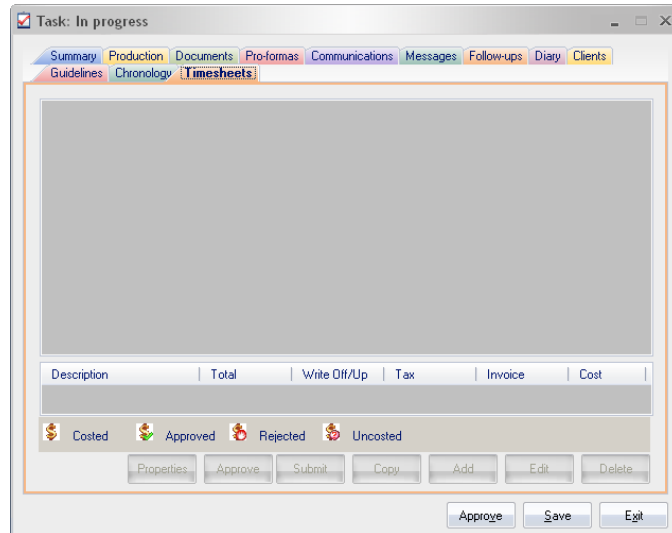 Task: In progress
Summary Production Documents Pro-formas Communications Messages Follow-ups Diary Clients
Guidelines Chronology Timesheets
Description Total Write Off/Up Tax Invoice Cost
Costed Approved Rejected Uncosted
Properties Approve Submit Copy Add Edit Delete
Approve Save Exit